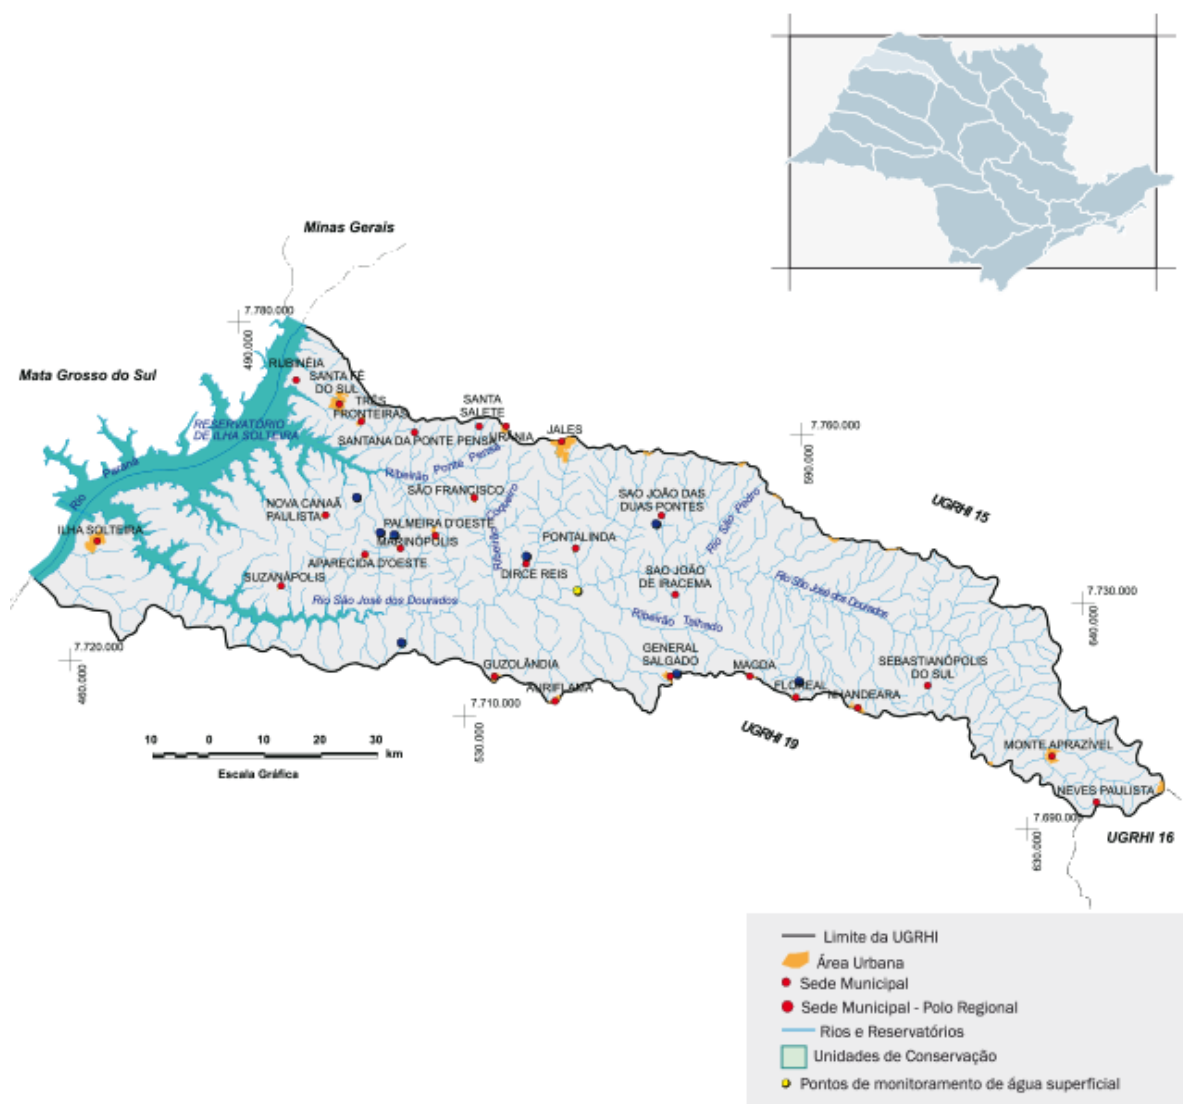 Minas Gerais
7.780.000
490.000
Mata Grosso do Sul
RUBINÉIA
SANTA FÉ
DO SUL
TRÊS
FRONTEIRAS
SANTA
SALETE
URÂNIA
JALES
SANTANA DA PONTE PENSA
7.760.000
590.000
RESERVATÓRIO
DE ILHA SOLTEIRA
Rio Paraná
Ribeirão Ponte Pensa
UGRHI 15
NOVA CANAÃ
PAULISTA
SÃO FRANCISCO
SAO JOÃO DAS
DUAS PONTES
Rio São Pedro
ILHA SOLTEIRA
PALMEIRA D'OESTE
MARINÓPOLIS
Ribeirão Coqueiro
PONTALINDA
APARECIDA D'OESTE
DIRCE REIS
SUZANÁPOLIS
SAO JOÃO
DE IRACEMA
Rio São José dos Dourados
Rio São José dos Dourados
7.730.000
640.000
Ribeirão Talhado
7.720.000
460.000
GUZOLÂNDIA
GENERAL
SALGADO
MAGDA
SEBASTIANÓPOLIS
DO SUL
AURIFLAMA
FLOREAL
NHANDEARA
7.710.000
530.000
UGRHI 19
10 0 10 20 30
km
Escala Gráfica
MONTE APRAZÍVEL
NEVES PAULISTA
7.690.000
630.000
UGRHI 16
Limite da UGRHI
Área Urbana
Sede Municipal
Sede Municipal - Polo Regional
Rios e Reservatórios
Unidades de Conservação
Pontos de monitoramento de água superficial